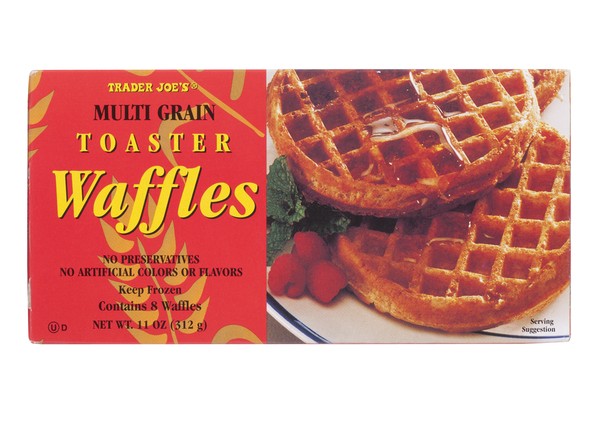 TRADER JOE'S®
MULTI GRAIN
TOASTER
Waffles
NO PRESERVATIVES
NO ARTIFICIAL COLORS OR FLAVORS
Keep Frozen
Contains 8 Waffles
NET WT. 11 OZ (312 g)
U D
Serving
Suggestion